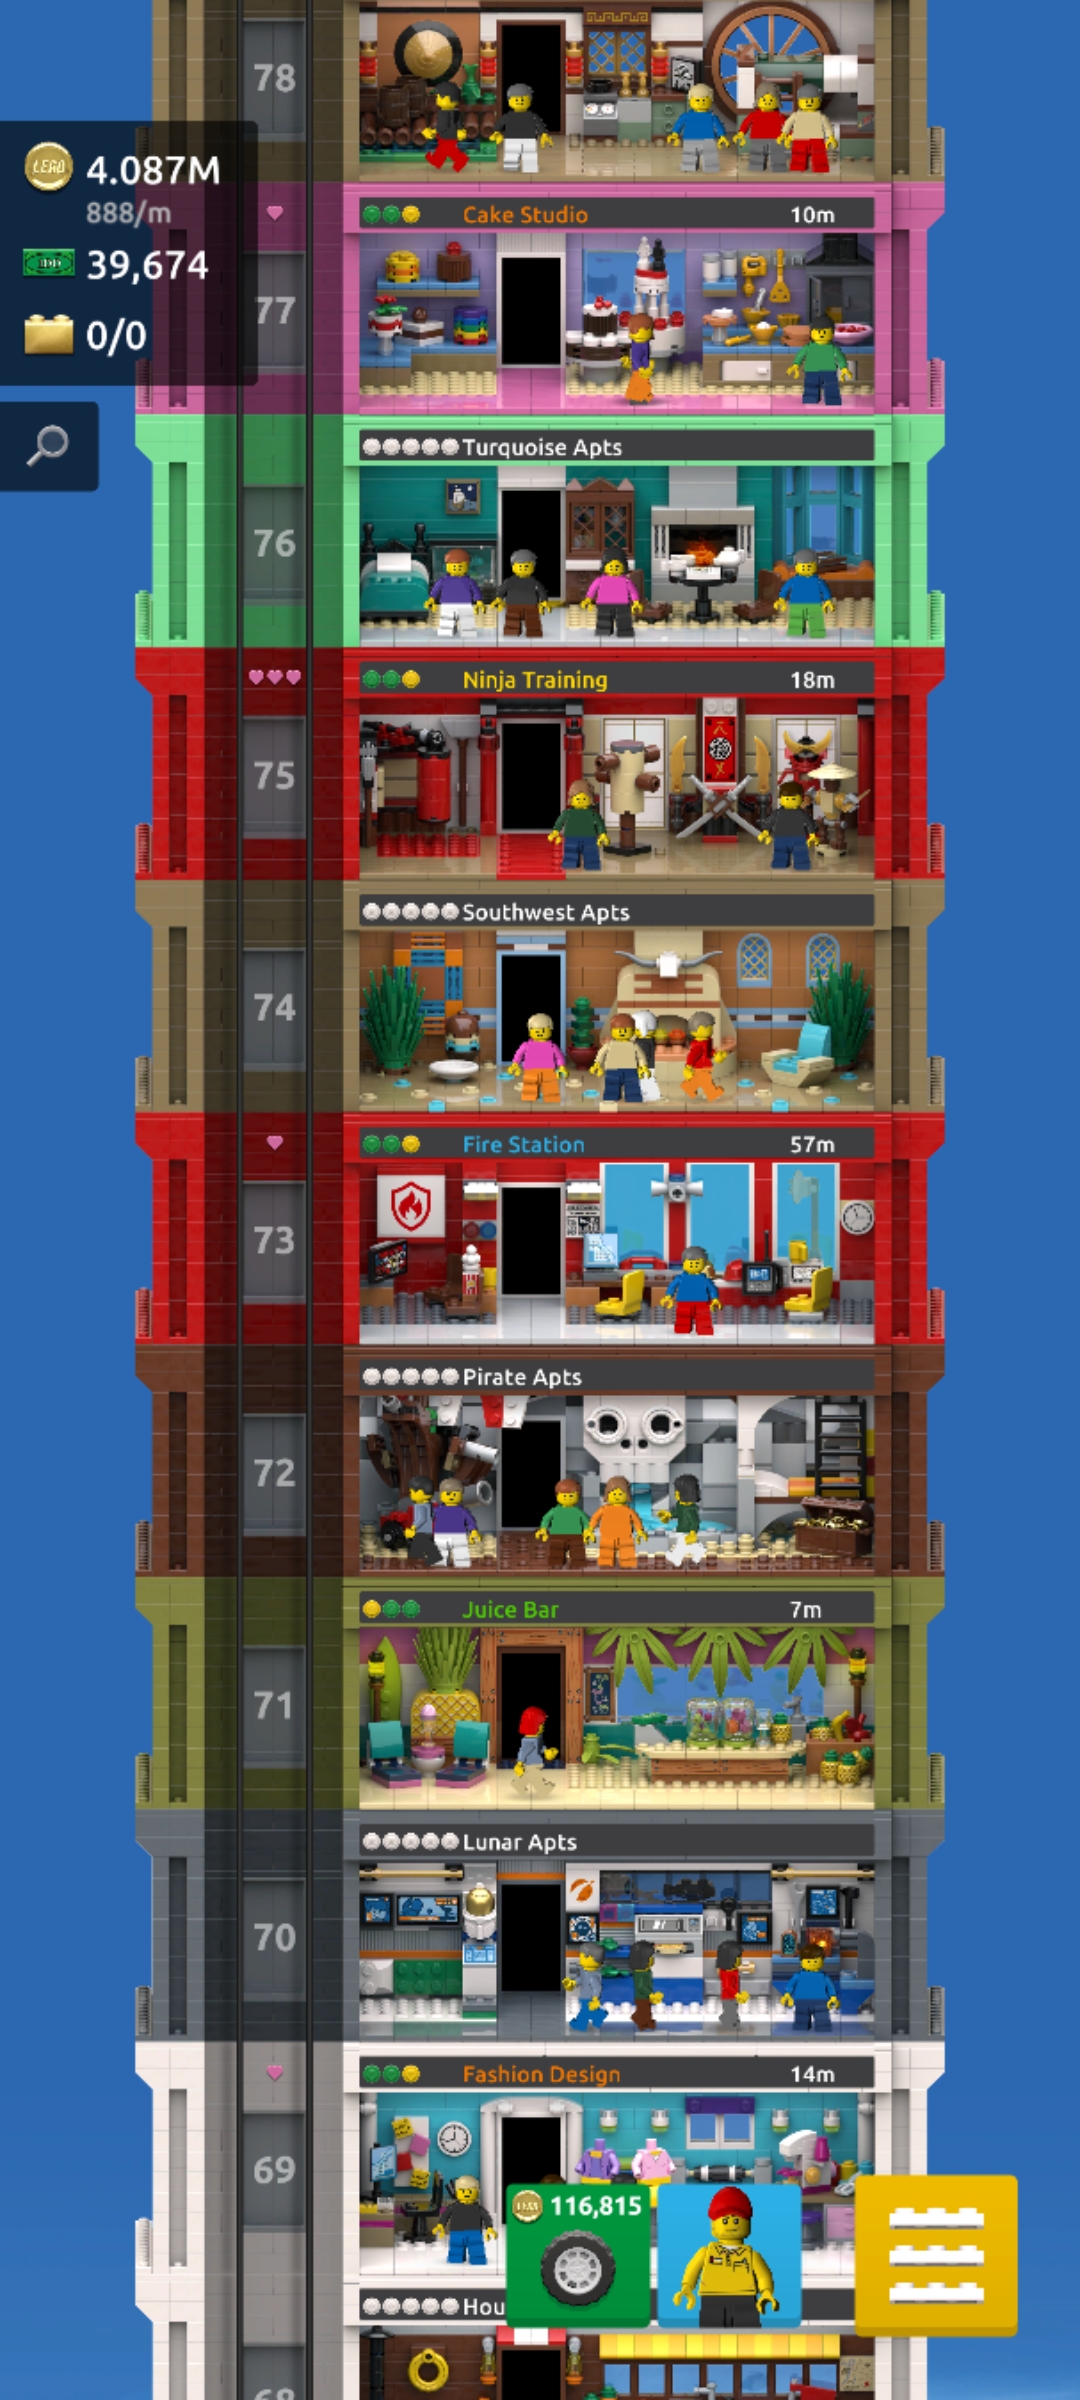 78
LEGO 4.087M
888/m
39,674
0/0
Cake Studio 10m
77
Turquoise Apts
76
Ninja Training 18m
75
Southwest Apts
74
Fire Station 57m
73
Pirate Apts
72
Juice Bar 7m
71
Lunar Apts
70
Fashion Design 14m
69
116,815
Hou
68